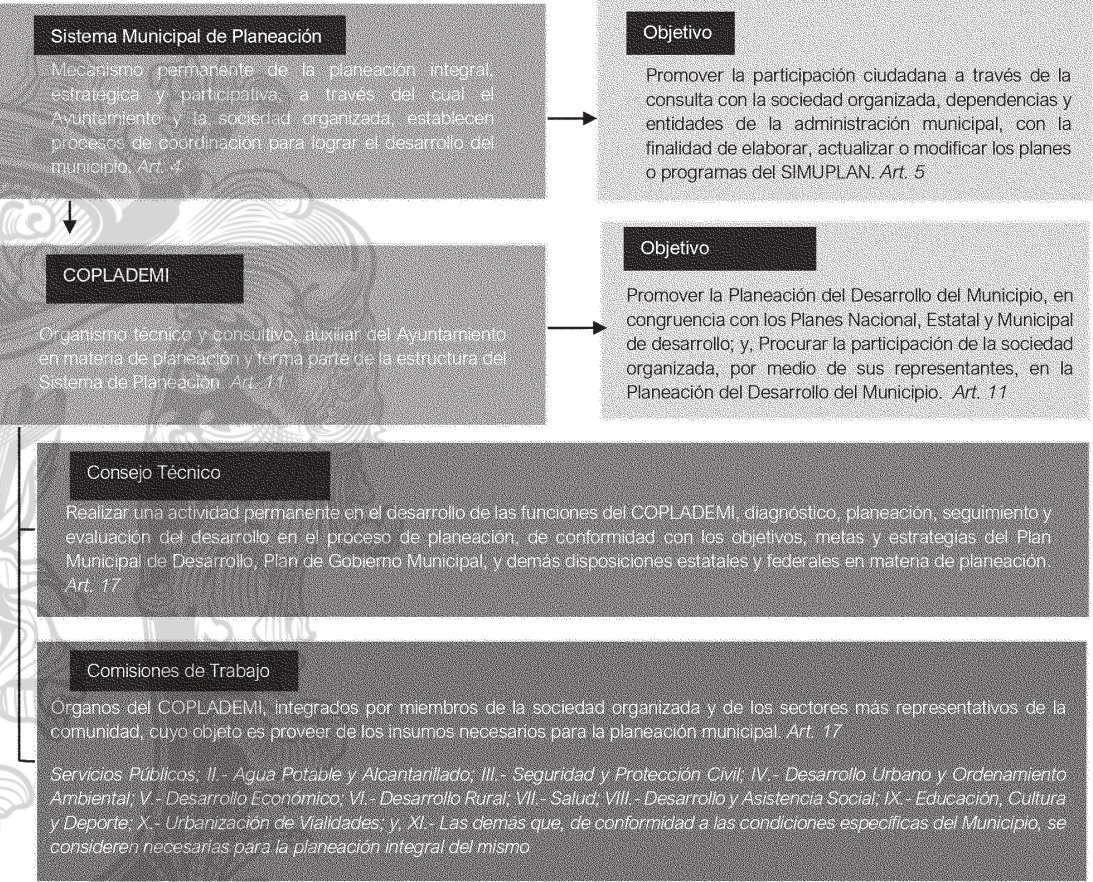 Sistema Municipal de Planeación
Mecanismo permanente de la planeación integral,
estratégica y participativa, a través del cual el
Ayuntamiento y la sociedad organizada, establecen
procesos de coordinación para lograr el desarrollo del
municipio. Art. 4
Objetivo
Promover la participación ciudadana a través de la
consulta con la sociedad organizada, dependencias y
entidades de la administración municipal, con la
finalidad de elaborar, actualizar o modificar los planes
o programas del SIMUPLAN. Art. 5
COPLADEMI
Organismo técnico y consultivo, auxiliar del Ayuntamiento
en materia de planeación y forma parte de la estructura del
Sistema de Planeación. Art. 11
Objetivo
Promover la Planeación del Desarrollo del Municipio, en
congruencia con los Planes Nacional, Estatal y Municipal
de desarrollo; y, Procurar la participación de la sociedad
organizada, por medio de sus representantes, en la
Planeación del Desarrollo del Municipio. Art. 11
Consejo Técnico
Realizar una actividad permanente en el desarrollo de las funciones del COPLADEMI, diagnóstico, planeación, seguimiento y
evaluación del desarrollo en el proceso de planeación, de conformidad con los objetivos, metas y estrategias del Plan
Municipal de Desarrollo, Plan de Gobierno Municipal, y demás disposiciones estatales y federales en materia de planeación.
Art. 17
Comisiones de Trabajo
Órganos del COPLADEMI, integrados por miembros de la sociedad organizada y de los sectores más representativos de la
comunidad, cuyo objeto es proveer de los insumos necesarios para la planeación municipal. Art. 17
Servicios Públicos, II.- Agua Potable y Alcantarillado; III.- Seguridad y Protección Civil; IV.- Desarrollo Urbano y Ordenamiento
Ambiental; V.- Desarrollo Económico; VI.- Desarrollo Rural; VII.- Salud; VIII.- Desarrollo y Asistencia Social; IX.- Educación, Cultura
y Deporte; X.- Urbanización de Vialidades; y, XI.- Las demás que, de conformidad a las condiciones específicas del Municipio, se
consideren necesarias para la planeación integral del mismo